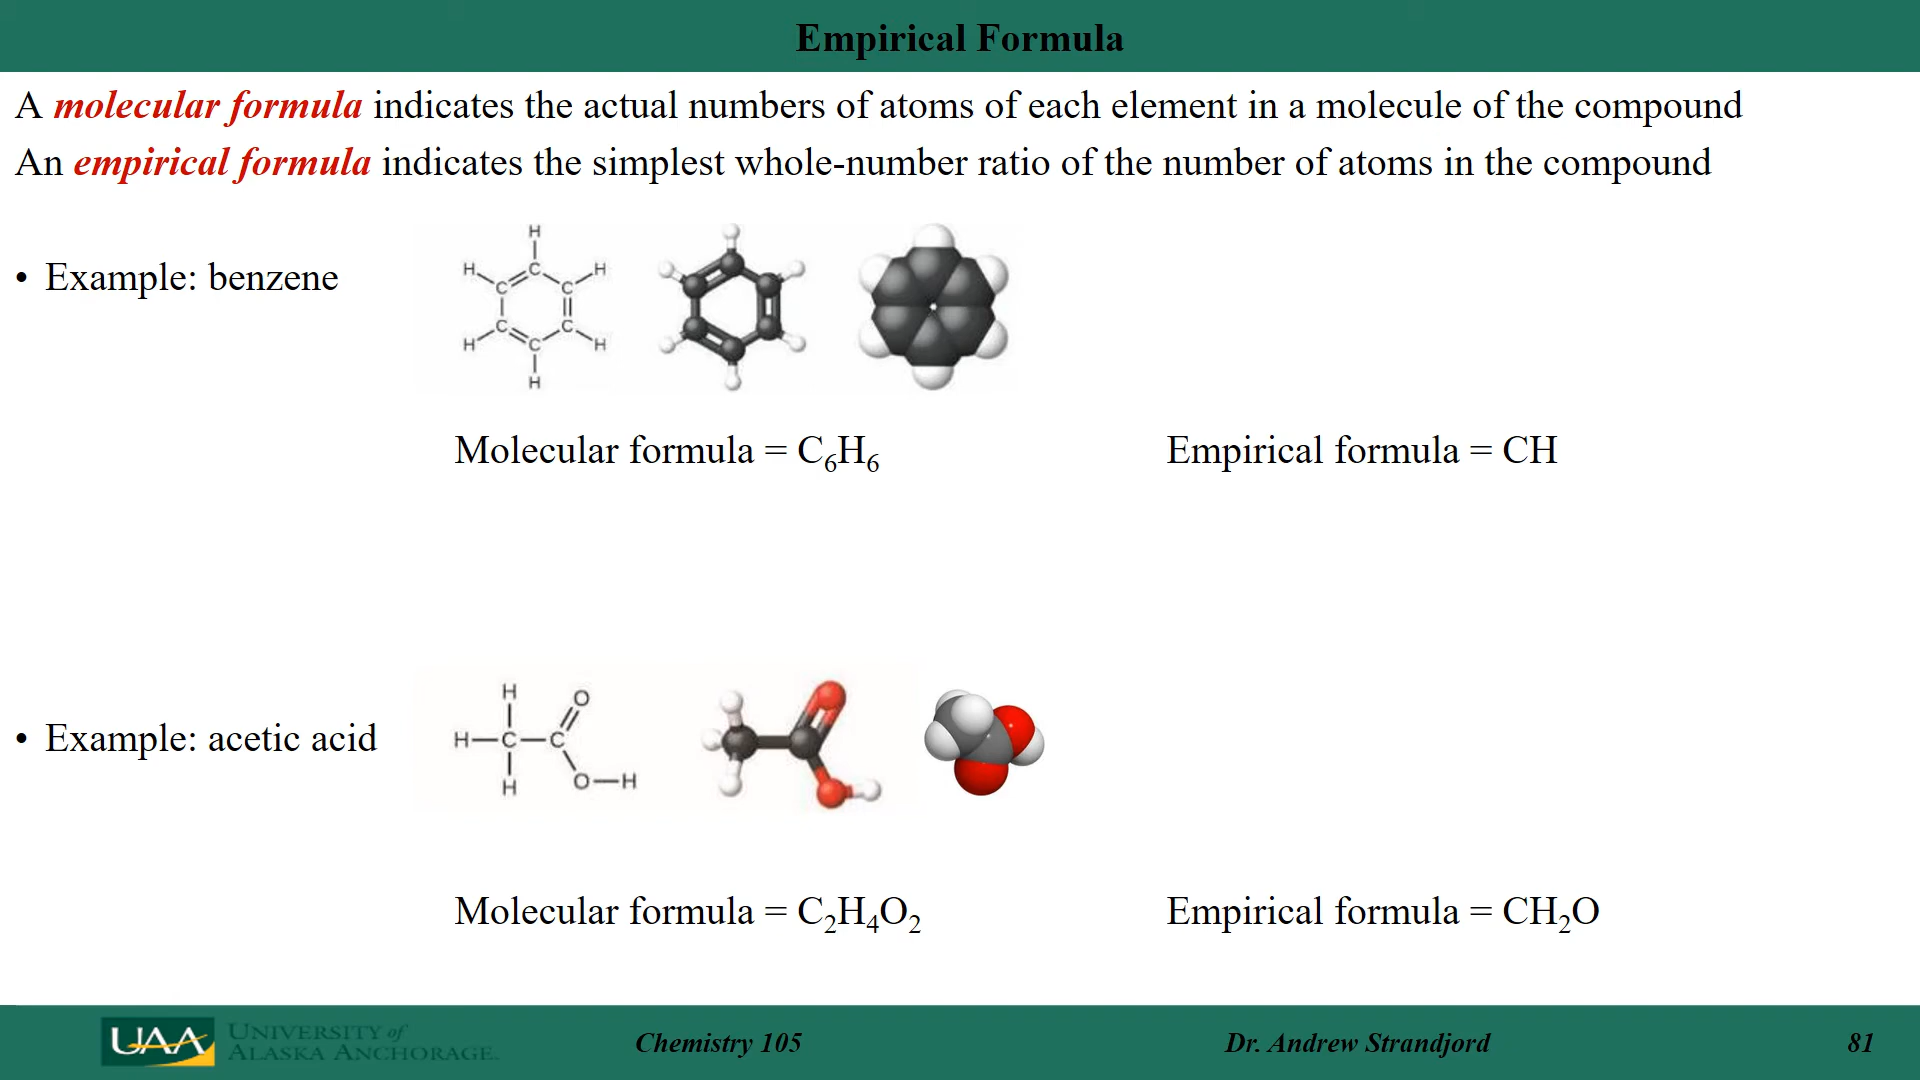 Empirical Formula
A molecular formula indicates the actual numbers of atoms of each element in a molecule of the compound
An empirical formula indicates the simplest whole-number ratio of the number of atoms in the compound
• Example: benzene
H
H C H
C C
C C
H C H
H
Molecular formula = C₆H₆ Empirical formula = CH
• Example: acetic acid
H O
H—C—C
H O—H
Molecular formula = C₂H₄O₂ Empirical formula = CH₂O
UAA UNIVERSITY of
ALASKA ANCHORAGE.
Chemistry 105 Dr. Andrew Strandjord 81